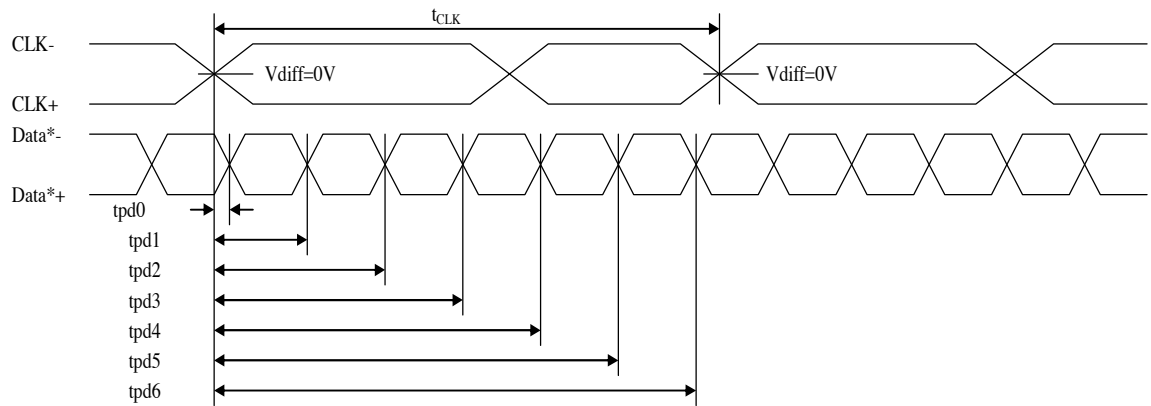 tCLK
CLK-
Vdiff=0V
Vdiff=0V
CLK+
Data*-
Data*+
tpd0
tpd1
tpd2
tpd3
tpd4
tpd5
tpd6